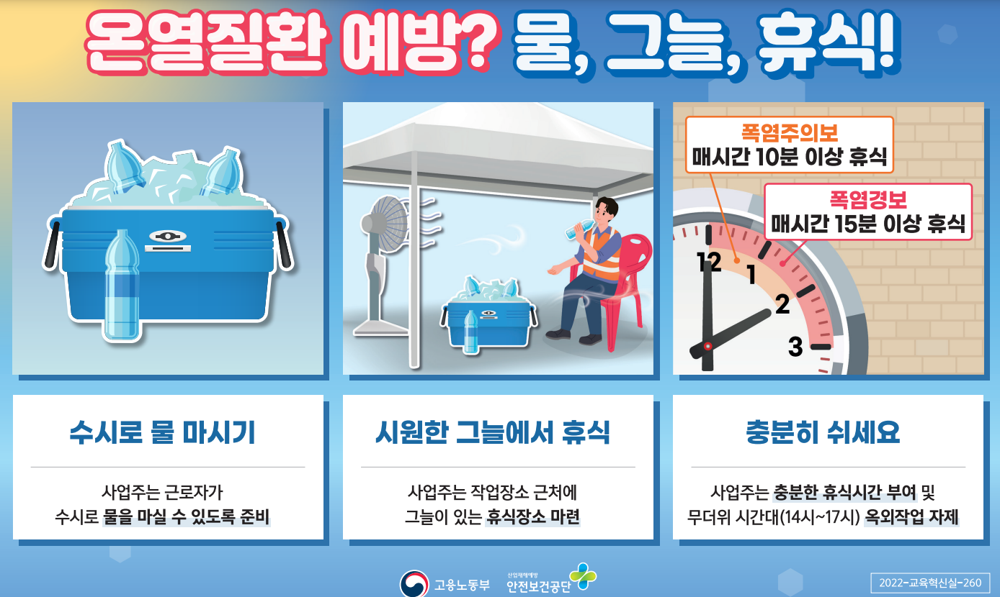 온열질환 예방? 물, 그늘, 휴식!
폭염주의보
매시간 10분 이상 휴식
폭염경보
매시간 15분 이상 휴식
12
1
2
3
수시로 물 마시기
사업주는 근로자가
수시로 물을 마실 수 있도록 준비
시원한 그늘에서 휴식
사업주는 작업장소 근처에
그늘이 있는 휴식장소 마련
충분히 쉬세요
사업주는 충분한 휴식시간 부여 및
무더위 시간대(14시~17시) 옥외작업 자제
고용노동부
산업재해예방
안전보건공단
2022-교육혁신실-260